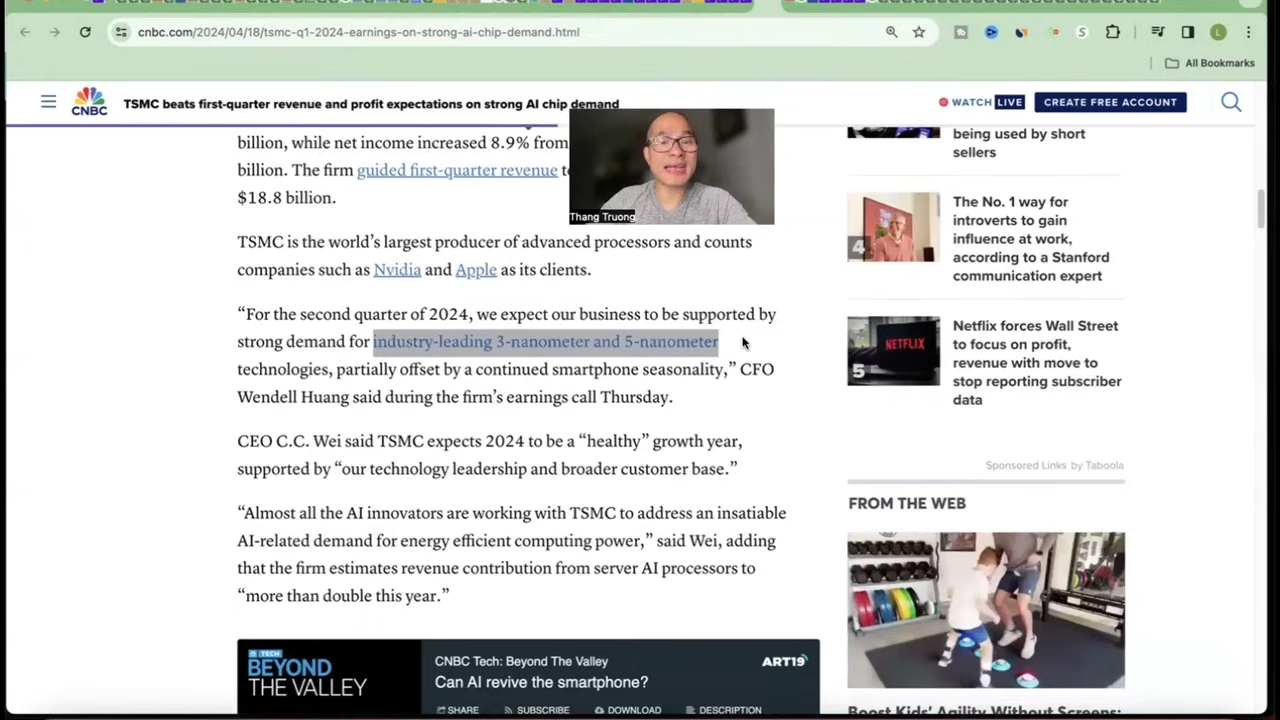 cnbc.com/2024/04/18/tsmc-q1-2024-earnings-on-strong-ai-chip-demand.html
L
All Bookmarks
CNBC
TSMC beats first-quarter revenue and profit expectations on strong AI chip demand
WATCH LIVE
CREATE FREE ACCOUNT
billion, while net income increased 8.9% from
billion. The firm guided first-quarter revenue
$18.8 billion.
Thang Truong
TSMC is the world’s largest producer of advanced processors and counts
companies such as Nvidia and Apple as its clients.
“For the second quarter of 2024, we expect our business to be supported by
strong demand for industry-leading 3-nanometer and 5-nanometer
technologies, partially offset by a continued smartphone seasonality,” CFO
Wendell Huang said during the firm’s earnings call Thursday.
CEO C.C. Wei said TSMC expects 2024 to be a “healthy” growth year,
supported by “our technology leadership and broader customer base.”
“Almost all the AI innovators are working with TSMC to address an insatiable
AI-related demand for energy efficient computing power,” said Wei, adding
that the firm estimates revenue contribution from server AI processors to
“more than double this year.”
TECH
BEYOND
THE VALLEY
CNBC Tech: Beyond The Valley
ART19
Can AI revive the smartphone?
SHARE
SUBSCRIBE
DOWNLOAD
DESCRIPTION
being used by short
sellers
4
The No. 1 way for
introverts to gain
influence at work,
according to a Stanford
communication expert
5
NETFLIX
Netflix forces Wall Street
to focus on profit,
revenue with move to
stop reporting subscriber
data
Sponsored Links by Taboola
FROM THE WEB
Boost Kids’ Agility Without Screens: